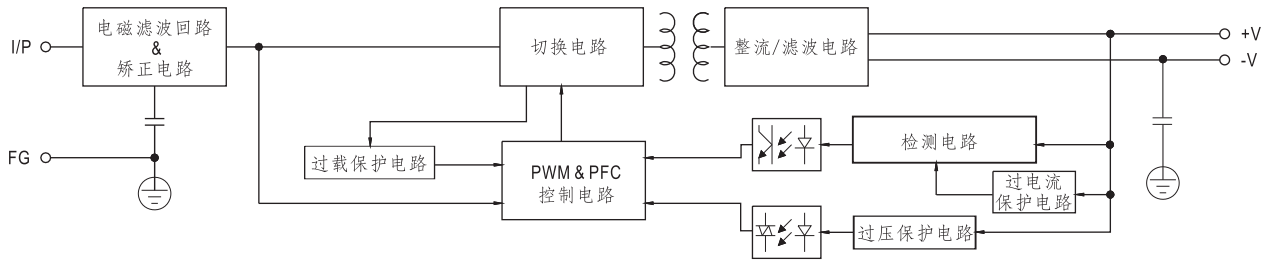 I/P
电磁滤波回路
&
矫正电路
切换电路
整流/滤波电路
+V
-V
FG
过载保护电路
PWM & PFC
控制电路
检测电路
过电流
保护电路
过压保护电路